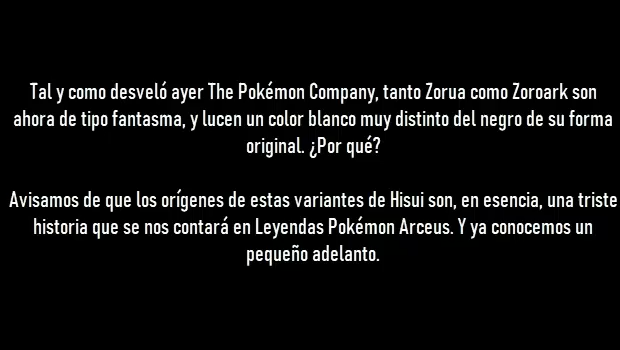 Tal y como desveló ayer The Pokémon Company, tanto Zorua como Zoroark son
ahora de tipo fantasma, y lucen un color blanco muy distinto del negro de su forma
original. ¿Por qué?
Avisamos de que los orígenes de estas variantes de Hisui son, en esencia, una triste
historia que se nos contará en Leyendas Pokémon Arceus. Y ya conocemos un
pequeño adelanto.